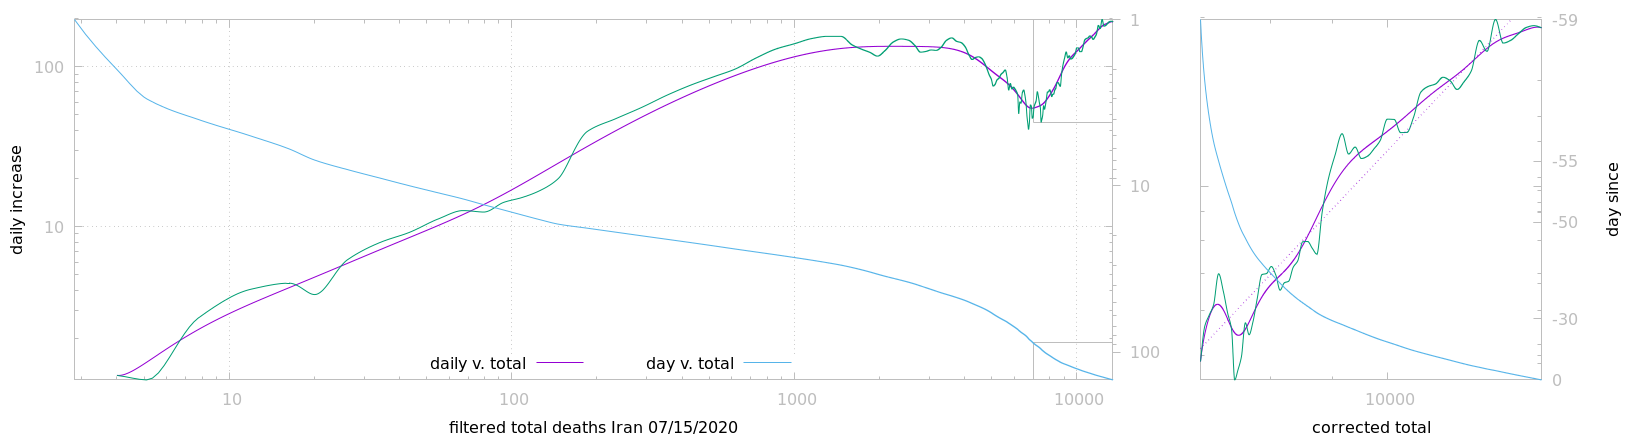 100
10
daily increase
10
100
1000
10000
1
10
100
daily v. total
day v. total
filtered total deaths Iran 07/15/2020
-59
-55
-50
-30
0
day since
10000
corrected total